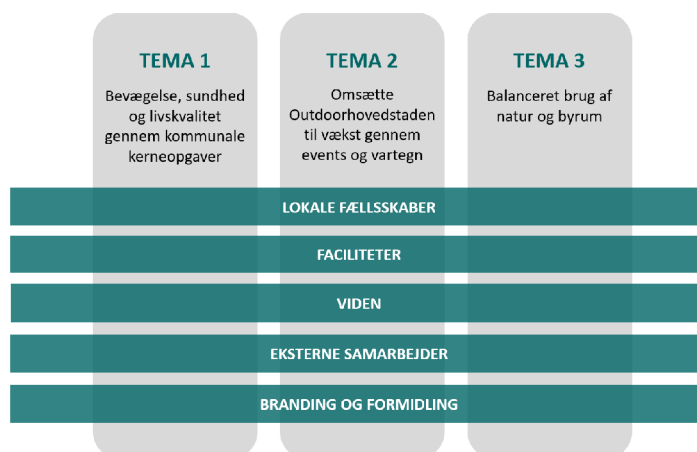 TEMA 1
Bevægelse, sundhed
og livskvalitet
gennem kommunale
kerneopgaver
TEMA 2
Omsætte
Outdoorhovedstaden
til vækst gennem
events og vartegn
TEMA 3
Balanceret brug af
natur og byrum
LOKALE FÆLLSSKABER
FACILITETER
VIDEN
EKSTERNE SAMARBEJDER
BRANDING OG FORMIDLING